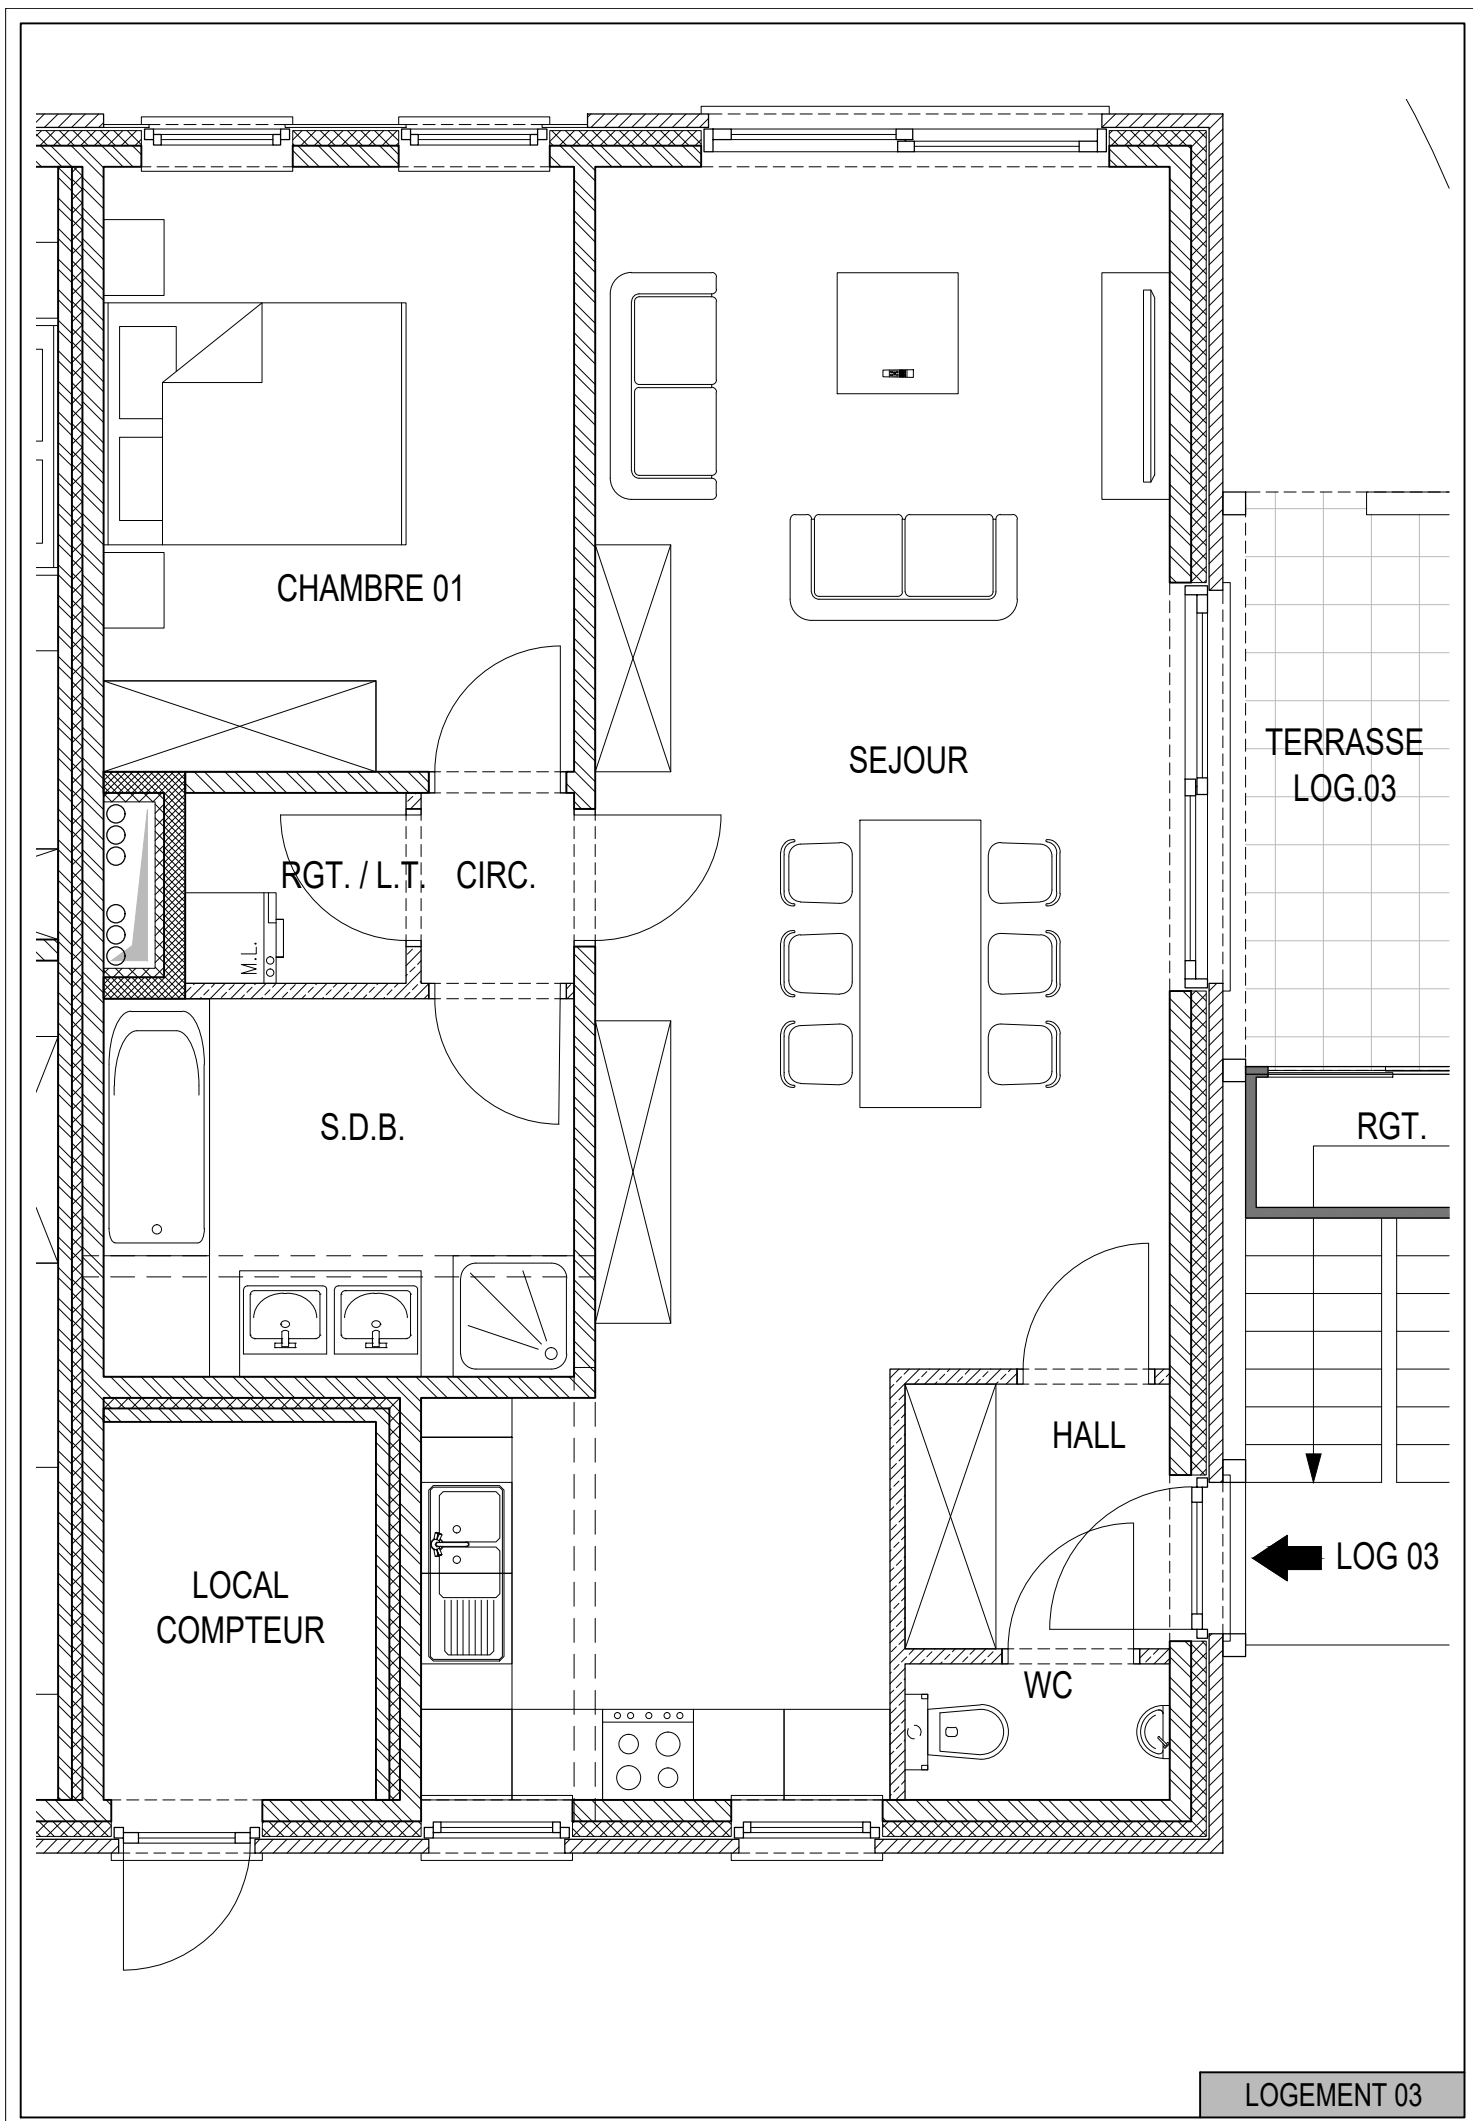 CHAMBRE 01
SEJOUR
TERRASSE
LOG.03
RGT. / L.T.
CIRC.
M.L.
S.D.B.
RGT.
HALL
LOG 03
LOCAL
COMPTEUR
WC
LOGEMENT 03